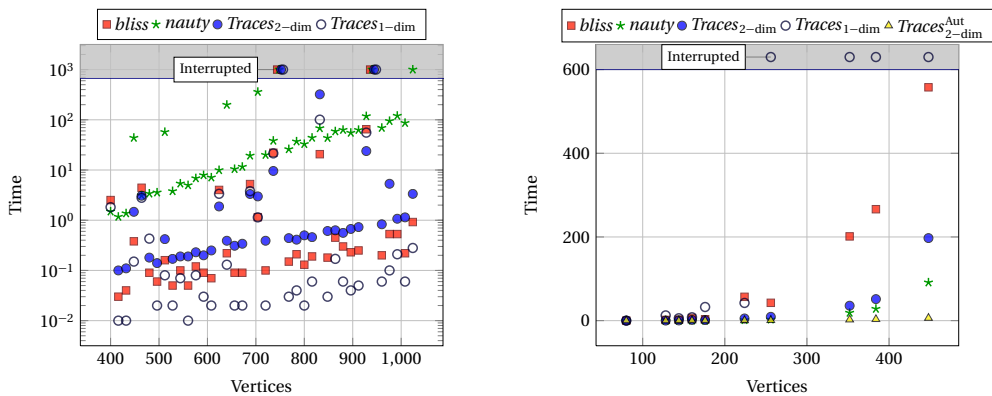 bliss nauty Traces2−dim Traces1−dim
Interrupted
10^3
10^2
10^1
10^0
10^−1
10^−2
Time
400 500 600 700 800 900 1,000
Vertices
bliss nauty Traces2−dim Traces1−dim Traces^Aut_2−dim
Interrupted
600
400
200
0
Time
100 200 300 400
Vertices